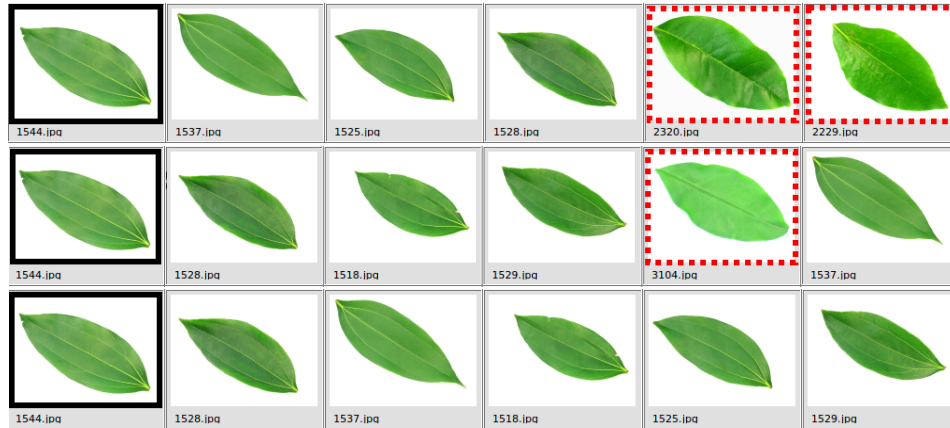 1544.jpg 1537.jpg 1525.jpg 1528.jpg 2320.jpg 2229.jpg
1544.jpg 1528.jpg 1518.jpg 1529.jpg 3104.jpg 1537.jpg
1544.jpg 1528.jpg 1537.jpg 1518.jpg 1525.jpg 1529.jpg